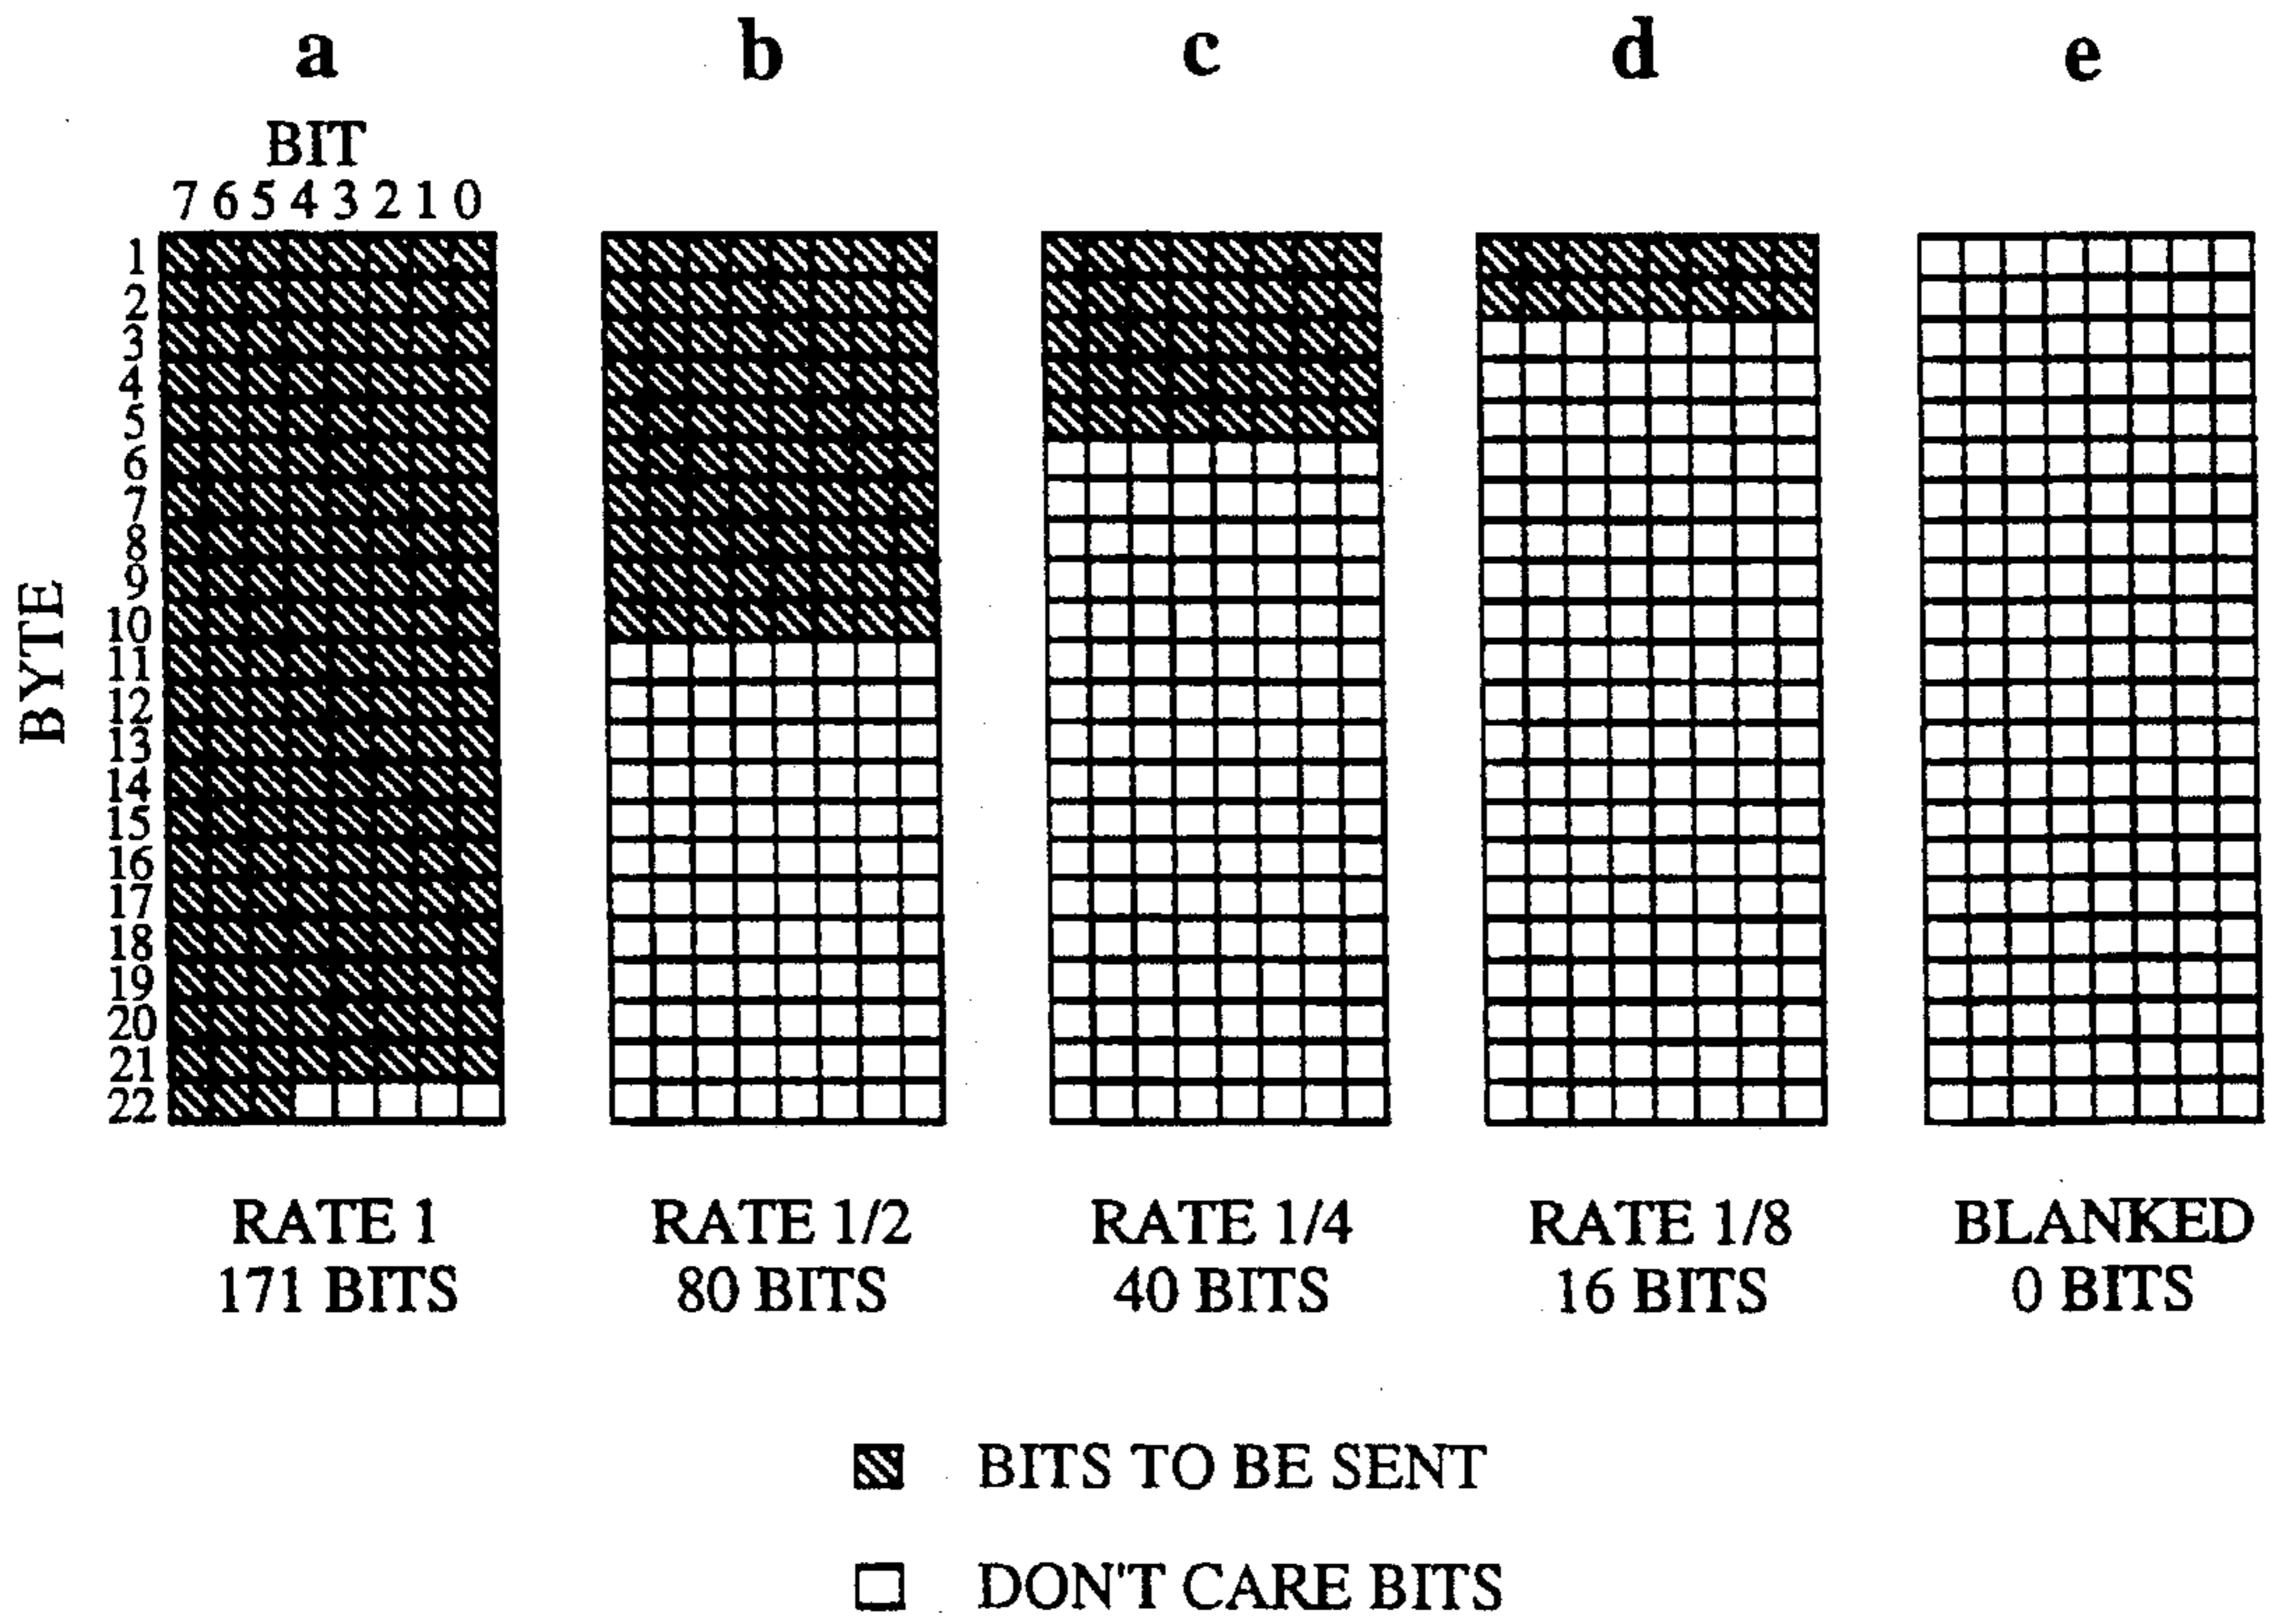 a b c d e
BIT
7 6 5 4 3 2 1 0
BYTE
1
2
3
4
5
6
7
8
9
10
11
12
13
14
15
16
17
18
19
20
21
22
RATE 1 RATE 1/2 RATE 1/4 RATE 1/8 BLANKED
171 BITS 80 BITS 40 BITS 16 BITS 0 BITS
BITS TO BE SENT
DON'T CARE BITS